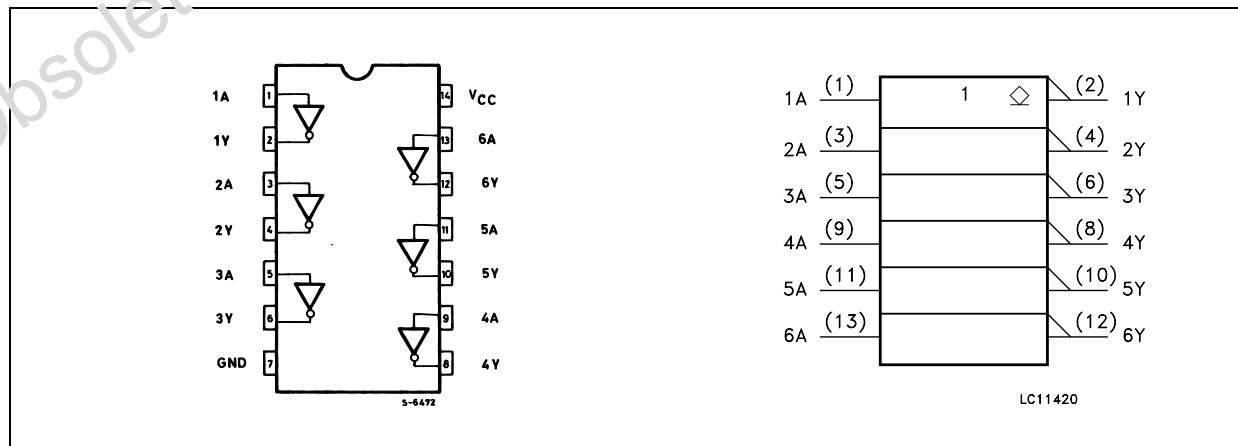 Obsolet
1A 1 14 VCC
1Y 2 13 6A
2A 3 12 6Y
2Y 4 11 5A
3A 5 10 5Y
3Y 6 9 4A
GND 7 8 4Y
S-6472
1A (1) 1 (2) 1Y
2A (3) (4) 2Y
3A (5) (6) 3Y
4A (9) (8) 4Y
5A (11) (10) 5Y
6A (13) (12) 6Y
LC11420